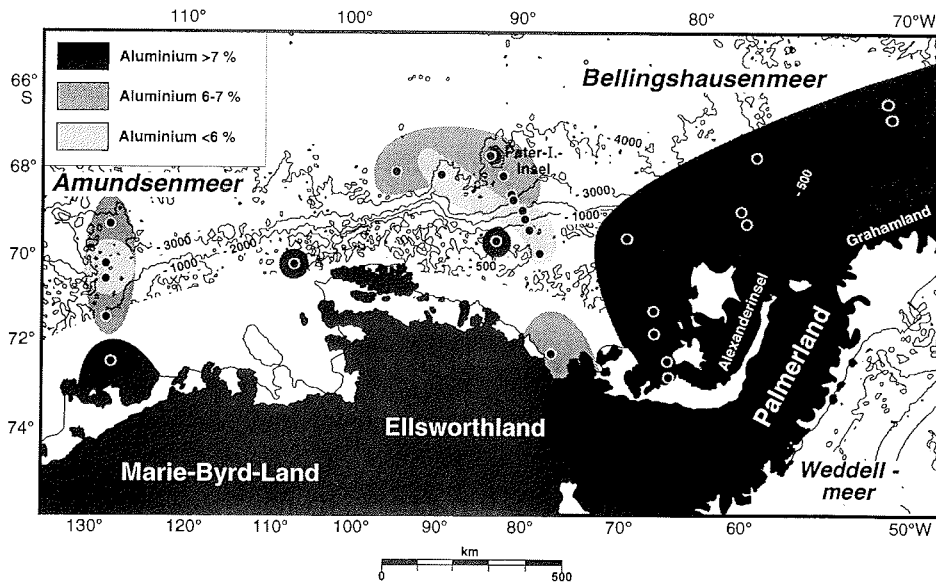 110° 100° 90° 80° 70°W
Aluminium >7 %
Aluminium 6-7 %
Aluminium <6 %
66°
S
68°
70°
72°
74°
Bellingshausenmeer
Amundsenmeer
Peter-I.-
Insel
4000
3000
1000
500
500
3000
2000
1000
Grahamland
Alexanderinsel
Palmerland
Ellsworthland
Marie-Byrd-Land
Weddell -
meer
130° 120° 110° 100° 90° 80° 70° 60° 50°W
km
0 500